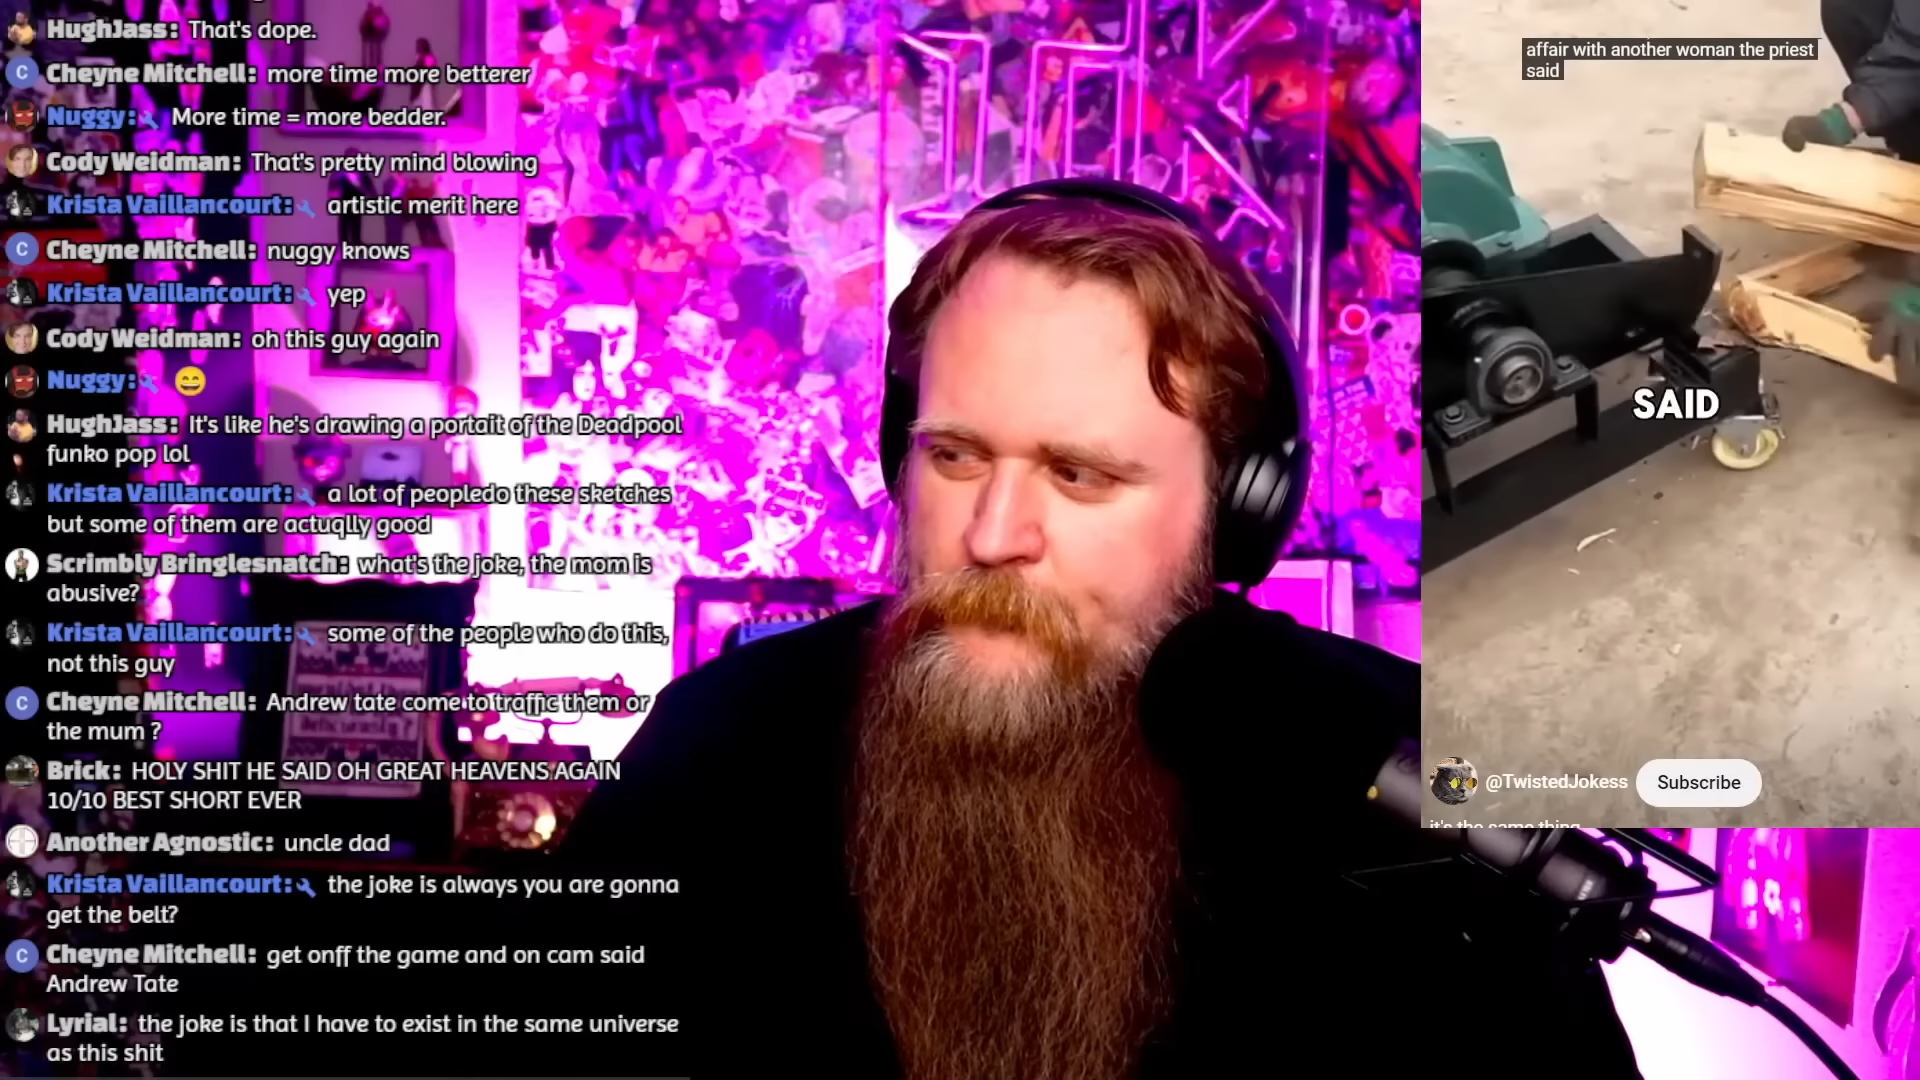 HughJass: That's dope.
Cheyne Mitchell: more time more betterer
Nuggy: More time = more bedder.
Cody Weidman: That's pretty mind blowing
Krista Vaillancourt: artistic merit here
Cheyne Mitchell: nuggy knows
Krista Vaillancourt: yep
Cody Weidman: oh this guy again
Nuggy: 😄
HughJass: It's like he's drawing a portait of the Deadpool
funko pop lol
Krista Vaillancourt: a lot of peopledo these sketches
but some of them are actuqlly good
Scrimbly Bringlesnatch: what's the joke, the mom is
abusive?
Krista Vaillancourt: some of the people who do this,
not this guy
Cheyne Mitchell: Andrew tate come to traffic them or
the mum ?
Brick: HOLY SHIT HE SAID OH GREAT HEAVENS AGAIN
10/10 BEST SHORT EVER
Another Agnostic: uncle dad
Krista Vaillancourt: the joke is always you are gonna
get the belt?
Cheyne Mitchell: get onff the game and on cam said
Andrew Tate
Lyrial: the joke is that I have to exist in the same universe
as this shit
affair with another woman the priest
said
SAID
@TwistedJokess Subscribe
it's the same thing